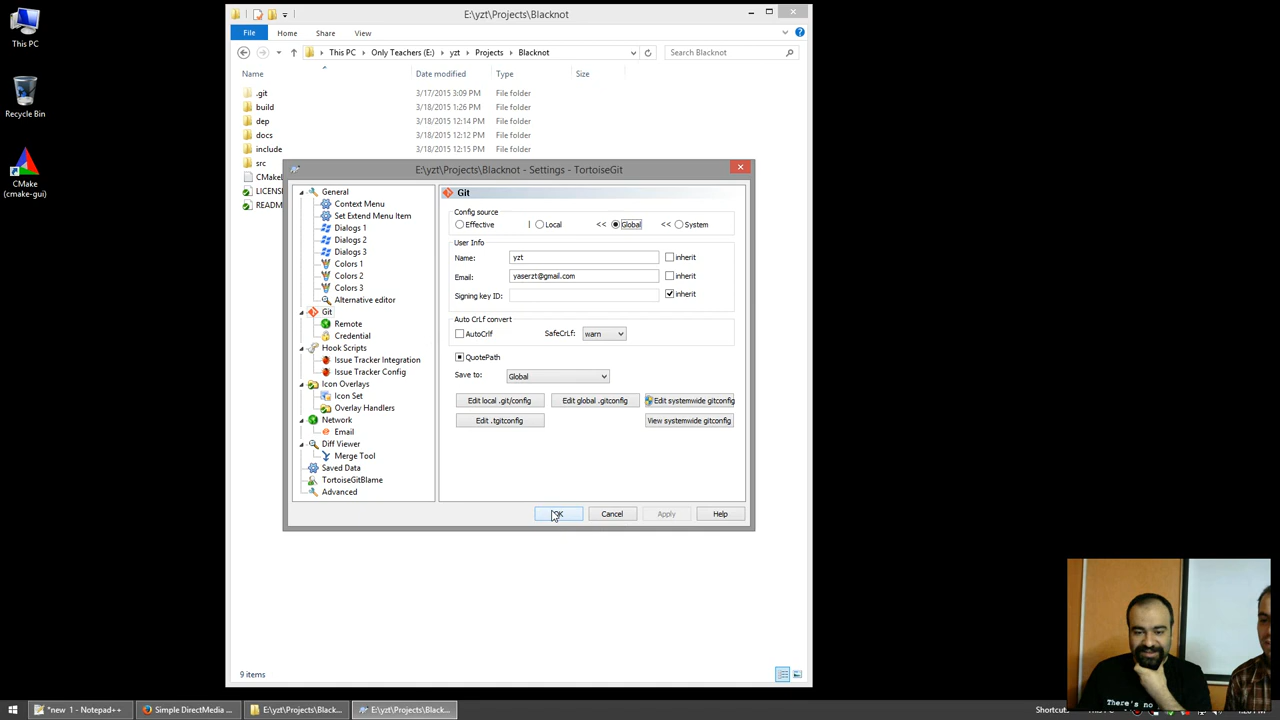 E:\yzt\Projects\Blacknot
File
Home
Share
View
This PC
Only Teachers (E:)
yzt
Projects
Blacknot
Search Blacknot
Name
Date modified
Type
Size
.git
3/17/2015 3:09 PM
File folder
build
3/18/2015 1:26 PM
File folder
dep
3/18/2015 12:14 PM
File folder
docs
3/18/2015 12:12 PM
File folder
include
3/18/2015 12:15 PM
File folder
src
CMake
LICENS
READM
9 items
This PC
Recycle Bin
CMake
(cmake-gui)
E:\yzt\Projects\Blacknot - Settings - TortoiseGit
General
Context Menu
Set Extend Menu Item
Dialogs 1
Dialogs 2
Dialogs 3
Colors 1
Colors 2
Colors 3
Alternative editor
Git
Remote
Credential
Hook Scripts
Issue Tracker Integration
Issue Tracker Config
Icon Overlays
Icon Set
Overlay Handlers
Network
Email
Diff Viewer
Merge Tool
Saved Data
TortoiseGitBlame
Advanced
Git
Config source
Effective | Local << Global << System
User Info
Name: yzt inherit
Email: yaserzt@gmail.com inherit
Signing key ID: inherit
Auto CrLf convert
AutoCrlf SafeCrLf: warn
QuotePath
Save to: Global
Edit local .git/config
Edit global .gitconfig
Edit systemwide gitconfig
Edit .tgitconfig
View systemwide gitconfig
OK
Cancel
Apply
Help
*new 1 - Notepad++
Simple DirectMedia ...
E:\yzt\Projects\Black...
E:\yzt\Projects\Black...
Shortcuts
There's no